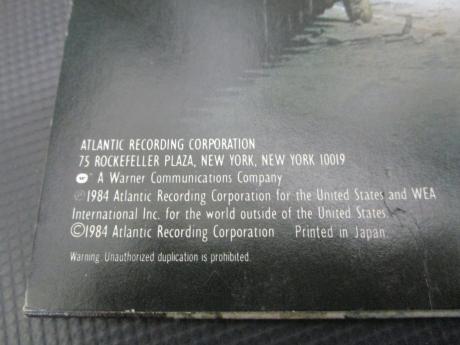 ATLANTIC RECORDING CORPORATION
75 ROCKEFELLER PLAZA, NEW YORK, NEW YORK 10019
A Warner Communications Company
℗1984 Atlantic Recording Corporation for the United States and WEA
International Inc. for the world outside of the United States.
©1984 Atlantic Recording Corporation Printed in Japan.
Warning: Unauthorized duplication is prohibited.